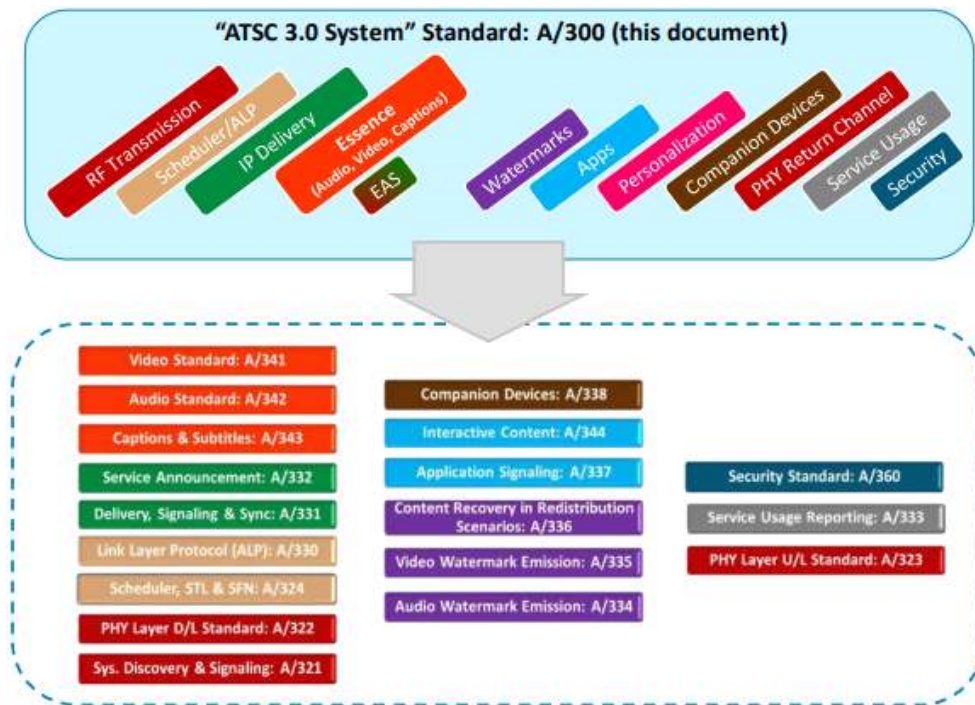 “ATSC 3.0 System” Standard: A/300 (this document)
RF Transmission
Scheduler/ALP
IP Delivery
Essence
(Audio, Video, Captions)
EAS
Watermarks
Apps
Personalization
Companion Devices
PHY Return Channel
Service Usage
Security
Video Standard: A/341
Audio Standard: A/342
Captions & Subtitles: A/343
Service Announcement: A/332
Delivery, Signaling & Sync: A/331
Link Layer Protocol (ALP): A/330
Scheduler, STL & SFN: A/324
PHY Layer D/L Standard: A/322
Sys. Discovery & Signaling: A/321
Companion Devices: A/338
Interactive Content: A/344
Application Signaling: A/337
Content Recovery in Redistribution
Scenarios: A/336
Video Watermark Emission: A/335
Audio Watermark Emission: A/334
Security Standard: A/360
Service Usage Reporting: A/333
PHY Layer U/L Standard: A/323